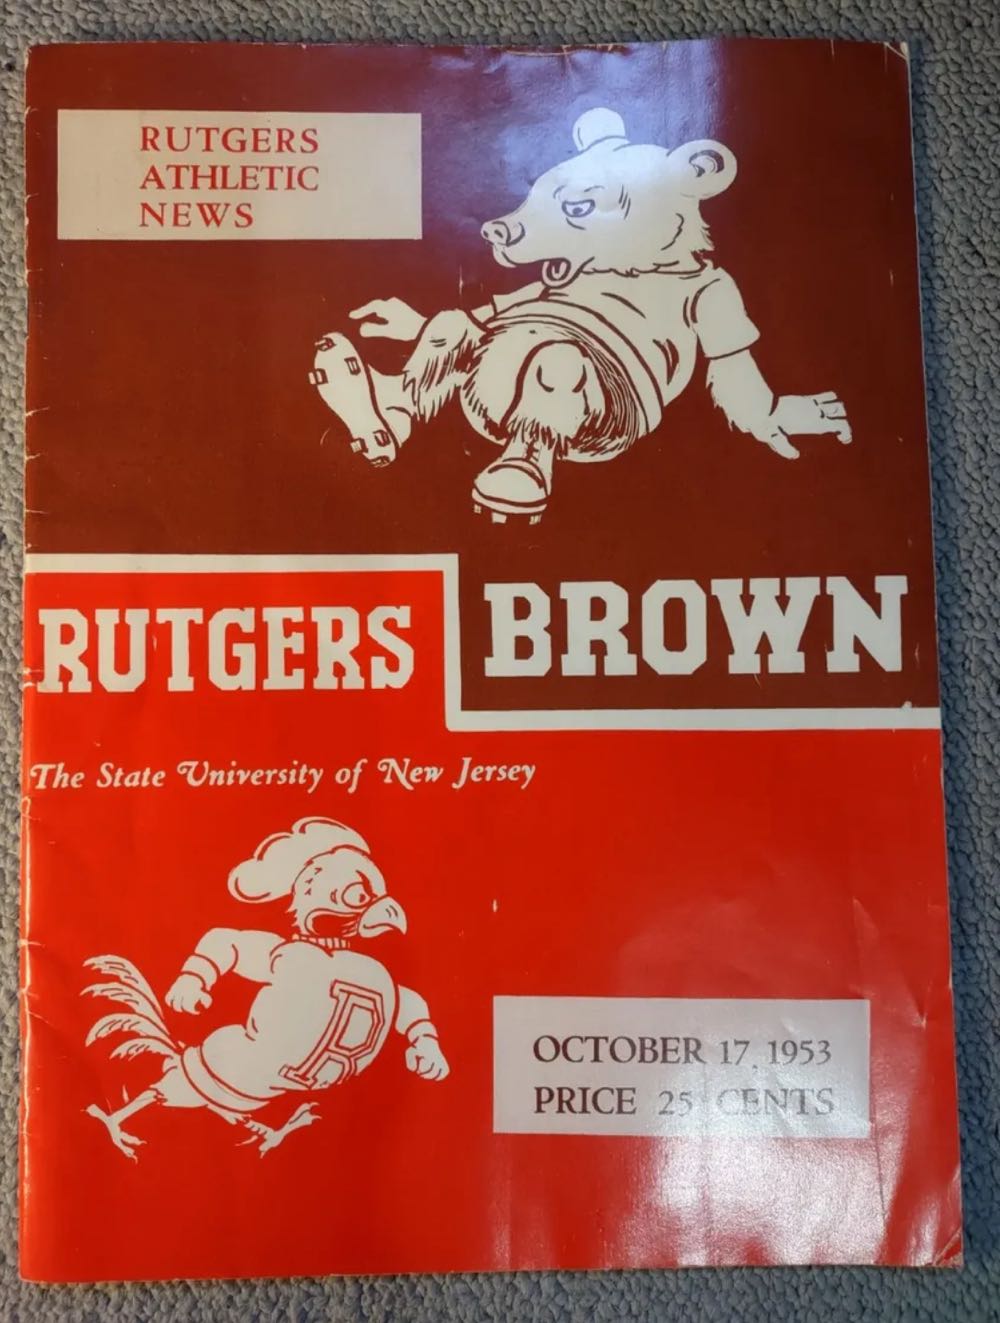 RUTGERS
ATHLETIC
NEWS
RUTGERS
BROWN
The State University of New Jersey
R
OCTOBER 17, 1953
PRICE 25 CENTS